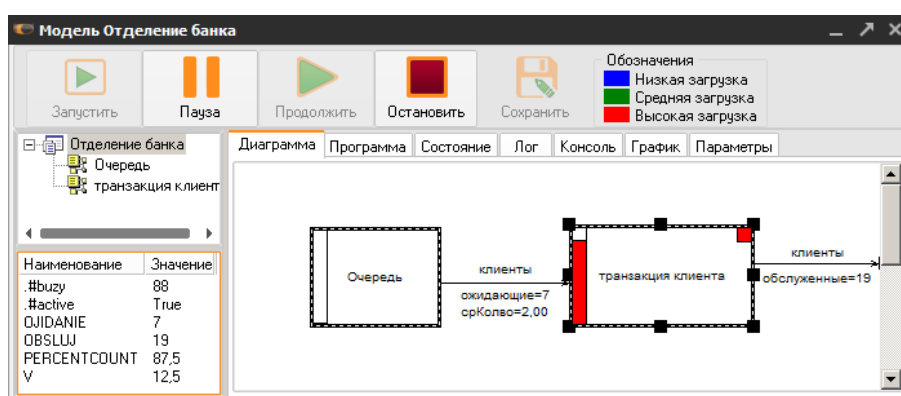 Модель Отделение банка
Запустить
Пауза
Продолжить
Остановить
Сохранить
Обозначения
Низкая загрузка
Средняя загрузка
Высокая загрузка
Отделение банка
Очередь
транзакция клиент
Диаграмма Программа Состояние Лог Консоль График Параметры
Очередь
клиенты
ожидающие=7
срКолво=2,00
транзакция клиента
клиенты
обслуженные=19
Наименование Значение
.#buzy 88
.#active True
OJIDANIE 7
OBSLUJ 19
PERCENTCOUNT 87,5
V 12,5